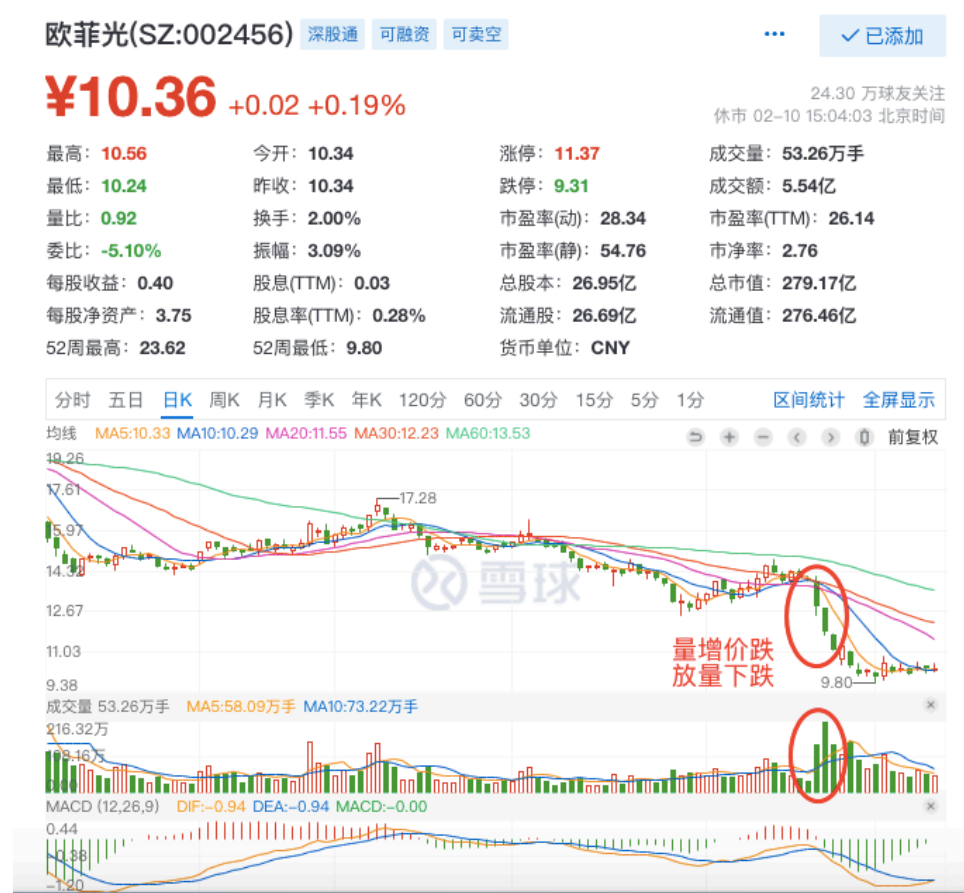 欧菲光(SZ:002456) 深股通 可融资 可卖空 ··· ✓ 已添加
¥10.36 +0.02 +0.19%
24.30 万球友关注
休市 02-10 15:04:03 北京时间
最高：10.56 今开：10.34 涨停：11.37 成交量：53.26万手
最低：10.24 昨收：10.34 跌停：9.31 成交额：5.54亿
量比：0.92 换手：2.00% 市盈率(动)：28.34 市盈率(TTM)：26.14
委比：-5.10% 振幅：3.09% 市盈率(静)：54.76 市净率：2.76
每股收益：0.40 股息(TTM)：0.03 总股本：26.95亿 总市值：279.17亿
每股净资产：3.75 股息率(TTM)：0.28% 流通股：26.69亿 流通值：276.46亿
52周最高：23.62 52周最低：9.80 货币单位：CNY
分时 五日 日K 周K 月K 季K 年K 120分 60分 30分 15分 5分 1分 区间统计 全屏显示
均线 MA5:10.33 MA10:10.29 MA20:11.55 MA30:12.23 MA60:13.53 前复权
19.26
17.61
17.28
15.97
14.32
雪球
12.67
11.03
量增价跌
放量下跌
9.80
9.38
成交量 53.26万手 MA5:58.09万手 MA10:73.22万手
216.32万
108.16万
0.00
MACD (12,26,9) DIF:-0.94 DEA:-0.94 MACD:-0.00
0.44
-0.38
-1.20